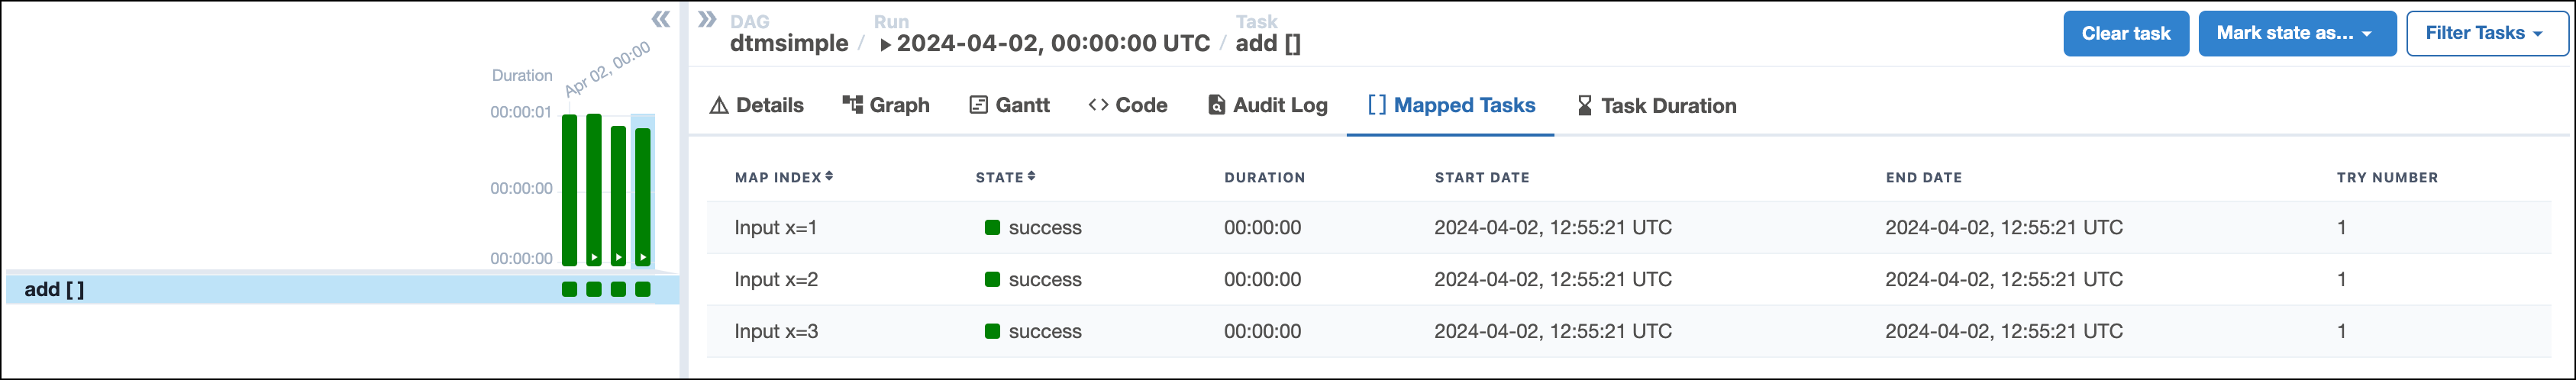 Duration
Apr 02, 00:00
00:00:01
00:00:00
00:00:00
add [ ]
DAG Run Task
dtmsimple / 2024-04-02, 00:00:00 UTC / add []
Clear task Mark state as... Filter Tasks
Details Graph Gantt <> Code Audit Log [ ] Mapped Tasks Task Duration
MAP INDEX STATE DURATION START DATE END DATE TRY NUMBER
Input x=1 success 00:00:00 2024-04-02, 12:55:21 UTC 2024-04-02, 12:55:21 UTC 1
Input x=2 success 00:00:00 2024-04-02, 12:55:21 UTC 2024-04-02, 12:55:21 UTC 1
Input x=3 success 00:00:00 2024-04-02, 12:55:21 UTC 2024-04-02, 12:55:21 UTC 1